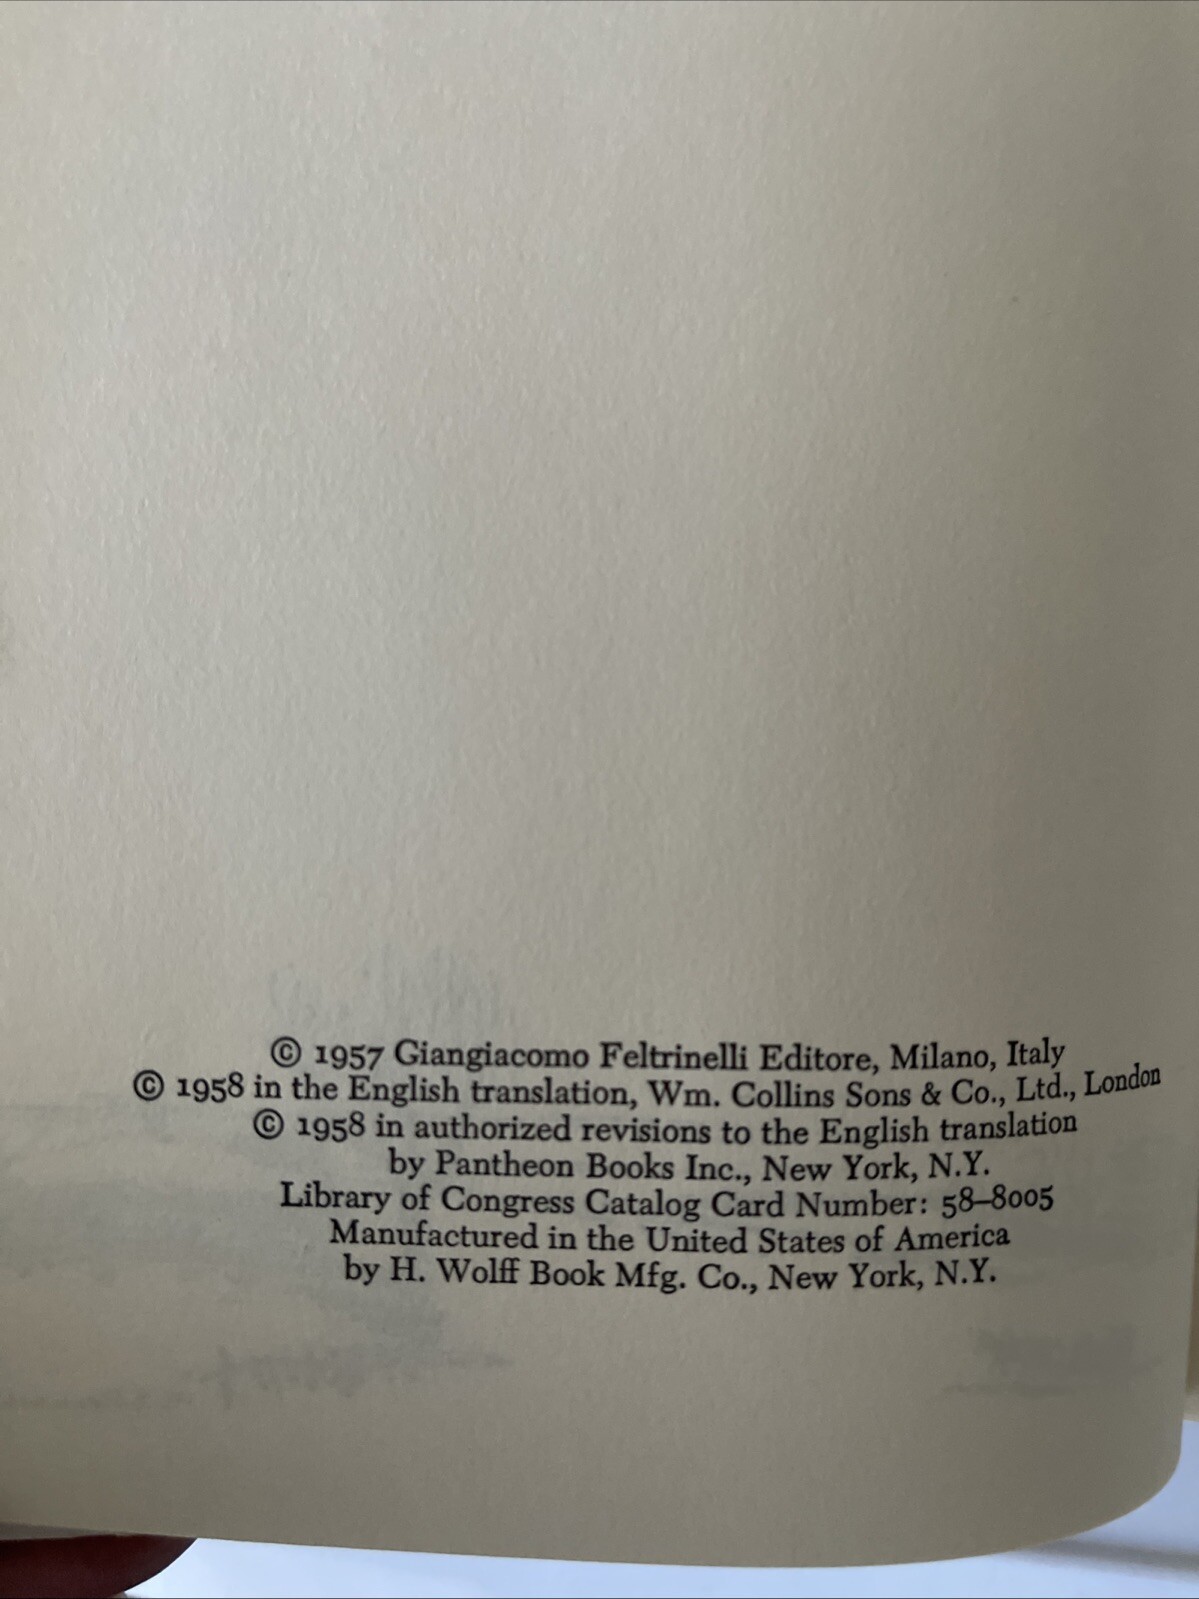 © 1957 Giangiacomo Feltrinelli Editore, Milano, Italy
© 1958 in the English translation, Wm. Collins Sons & Co., Ltd., London
© 1958 in authorized revisions to the English translation
by Pantheon Books Inc., New York, N.Y.
Library of Congress Catalog Card Number: 58–8005
Manufactured in the United States of America
by H. Wolff Book Mfg. Co., New York, N.Y.